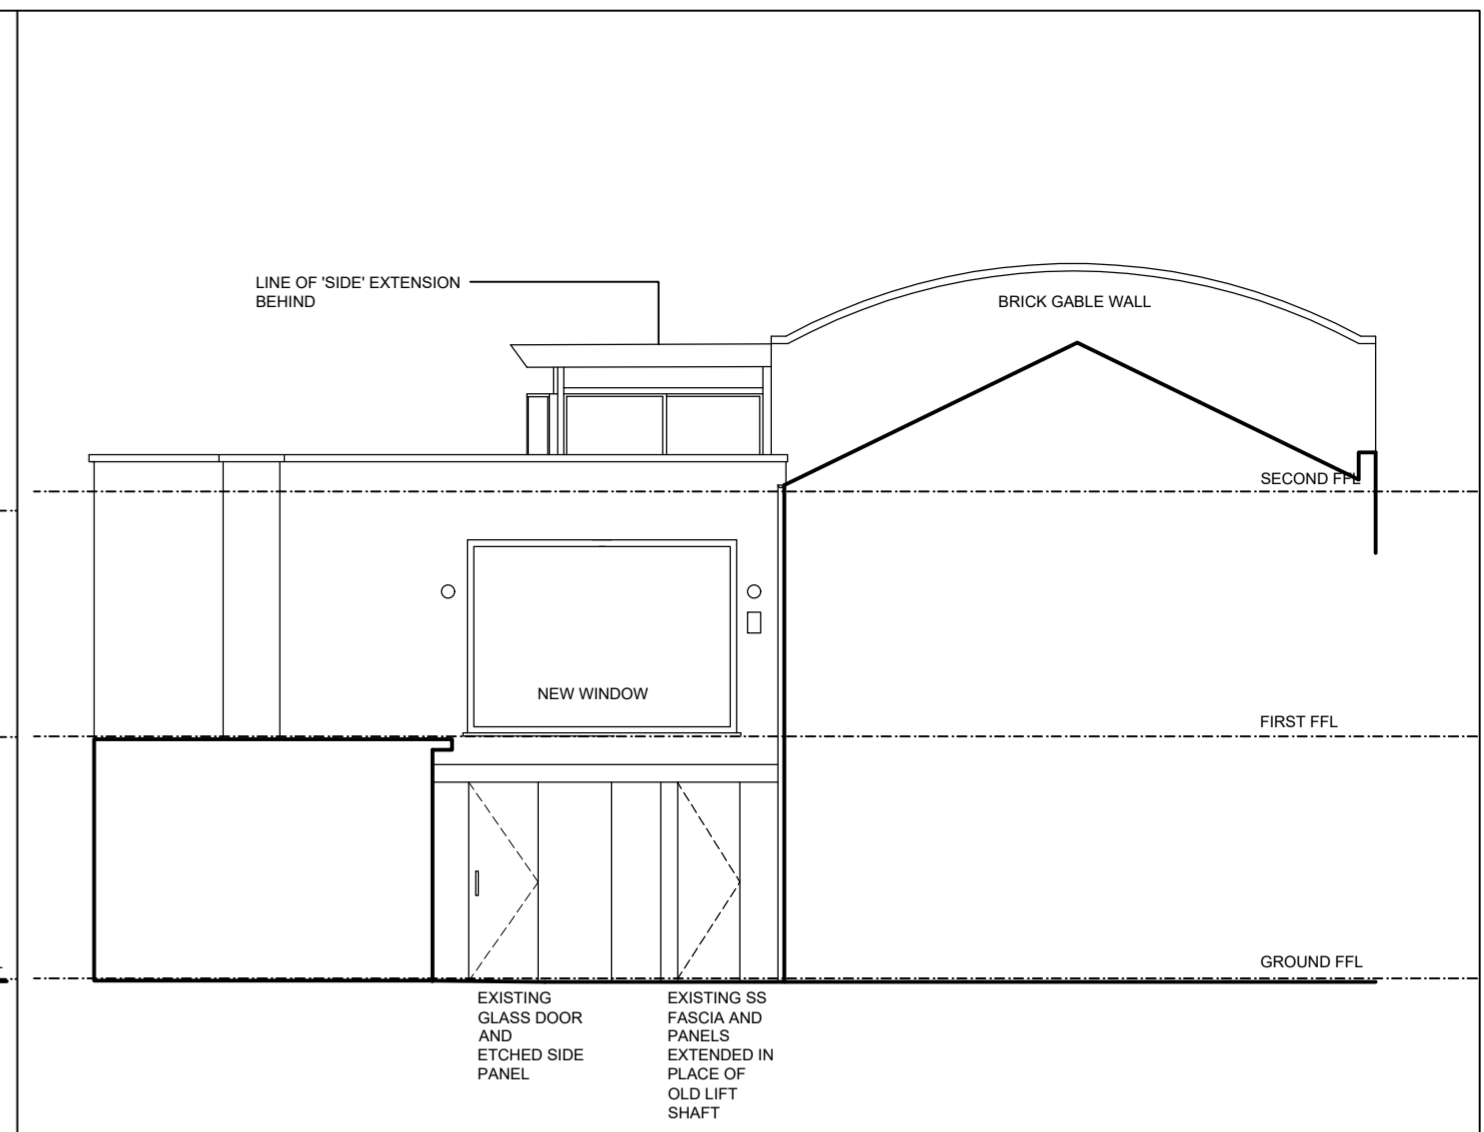 LINE OF 'SIDE' EXTENSION
BEHIND
BRICK GABLE WALL
SECOND FFL
NEW WINDOW
FIRST FFL
GROUND FFL
EXISTING
GLASS DOOR
AND
ETCHED SIDE
PANEL
EXISTING SS
FASCIA AND
PANELS
EXTENDED IN
PLACE OF
OLD LIFT
SHAFT